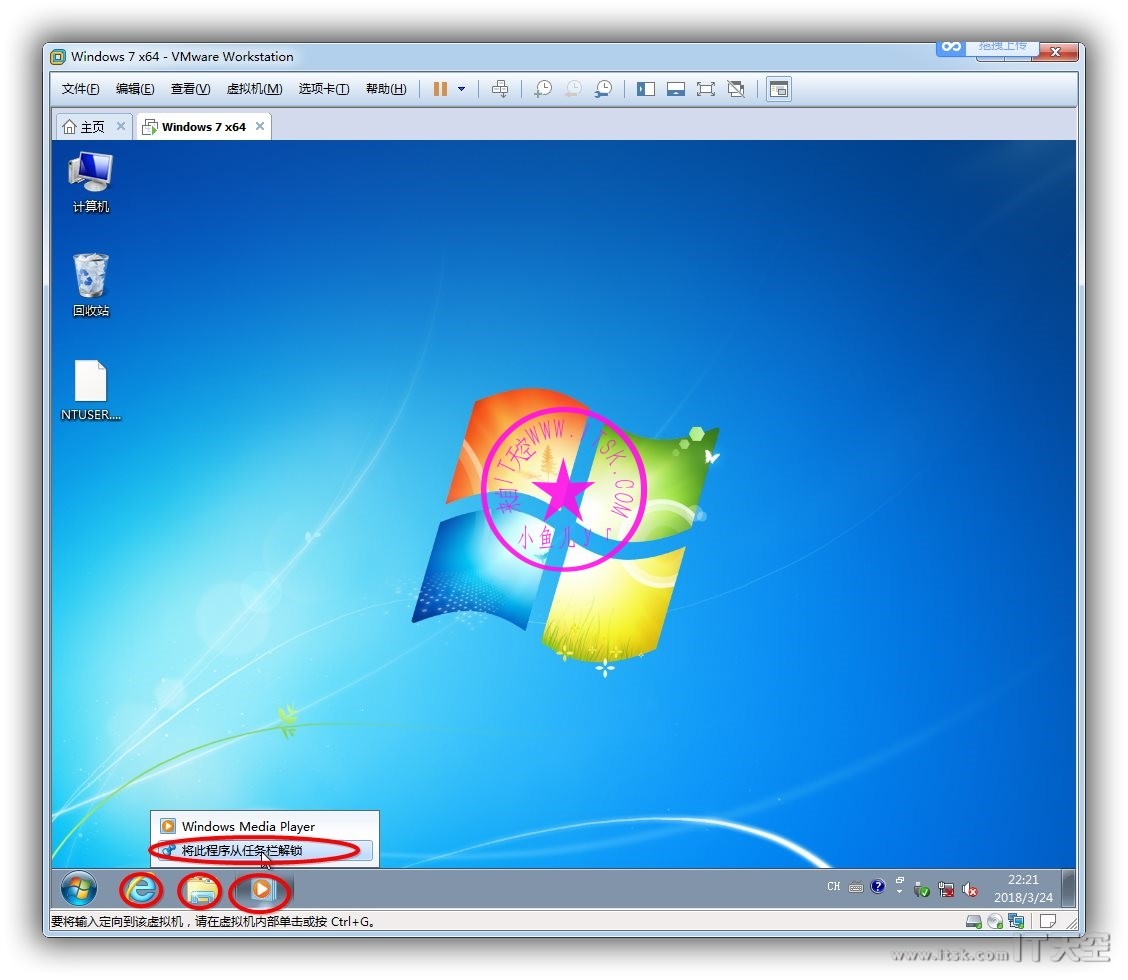 Windows 7 x64 - VMware Workstation
拖拽上传
文件(F) 编辑(E) 查看(V) 虚拟机(M) 选项卡(T) 帮助(H)
主页 Windows 7 x64
计算机
回收站
NTUSER....
来自IT天空WWW.ITSK.COM
小鱼儿yr
Windows Media Player
将此程序从任务栏解锁
CH
22:21
2018/3/24
要将输入定向到该虚拟机，请在虚拟机内部单击或按 Ctrl+G。
www.itsk.com IT天空